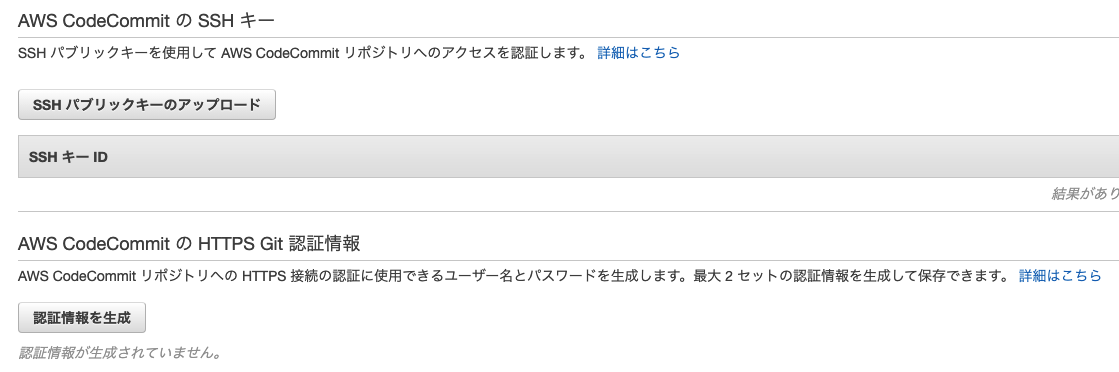 AWS CodeCommit の SSH キー
SSH パブリックキーを使用して AWS CodeCommit リポジトリへのアクセスを認証します。 詳細はこちら
SSH パブリックキーのアップロード
SSH キー ID
結果があり
AWS CodeCommit の HTTPS Git 認証情報
AWS CodeCommit リポジトリへの HTTPS 接続の認証に使用できるユーザー名とパスワードを生成します。最大 2 セットの認証情報を生成して保存できます。 詳細はこちら
認証情報を生成
認証情報が生成されていません。